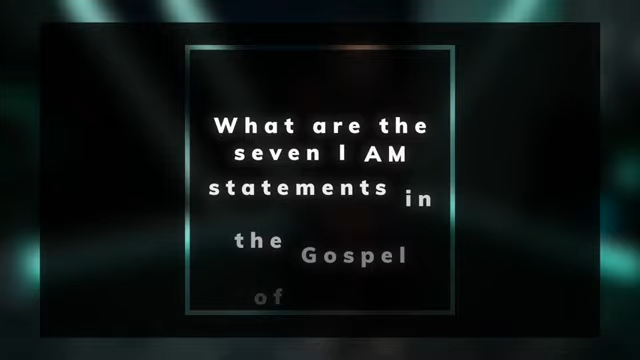 What are the
seven I AM
statements in
the Gospel
of